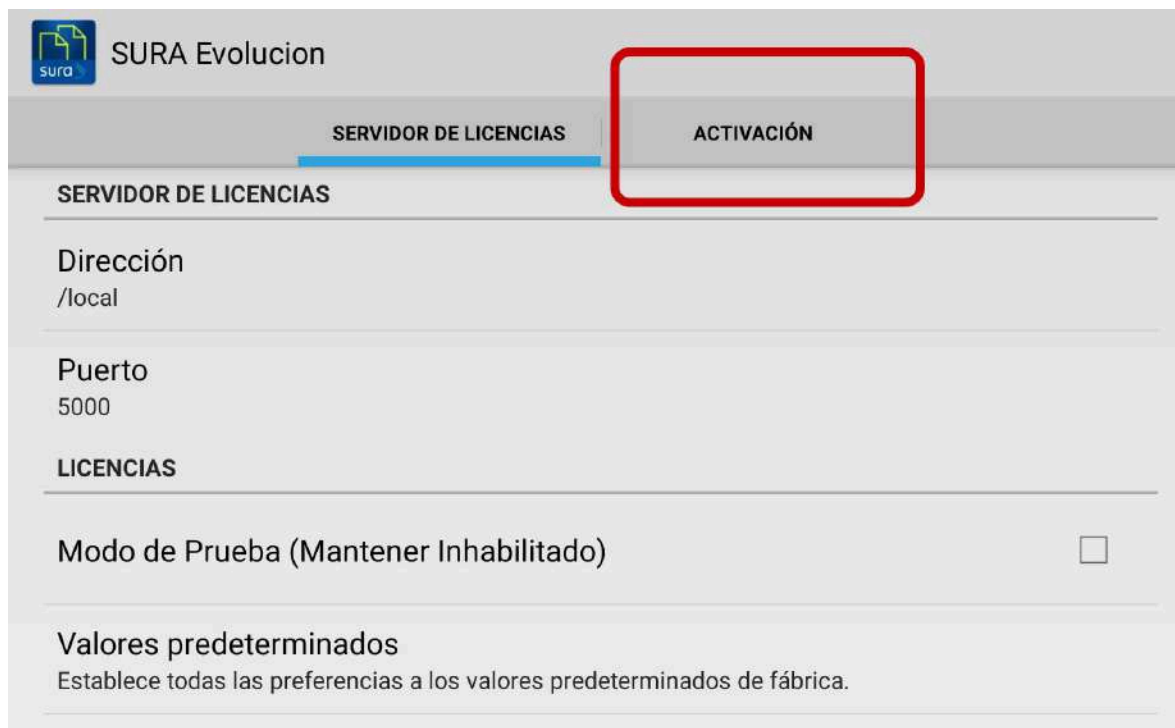 sura
SURA Evolucion
SERVIDOR DE LICENCIAS
ACTIVACIÓN
SERVIDOR DE LICENCIAS
Dirección
/local
Puerto
5000
LICENCIAS
Modo de Prueba (Mantener Inhabilitado)
Valores predeterminados
Establece todas las preferencias a los valores predeterminados de fábrica.